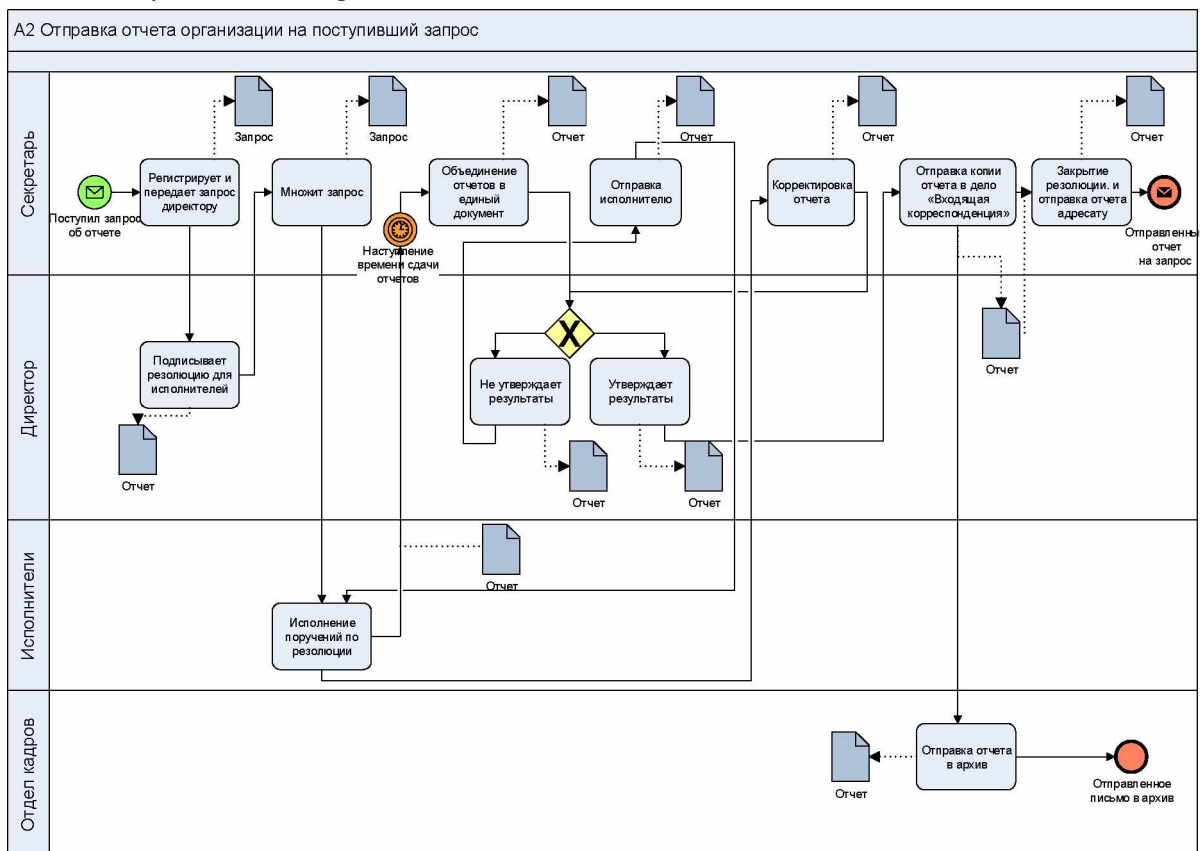 А2 Отправка отчета организации на поступивший запрос
Секретарь
Запрос
Запрос
Отчет
Отчет
Отчет
Отчет
Регистрирует и
передает запрос
директору
Множит запрос
Объединение
отчетов в
единый
документ
Отправка
исполнителю
Корректировка
отчета
Отправка копии
отчета в дело
«Входящая
корреспонденция»
Закрытие
резолюции. и
отправка отчета
адресату
Поступил запрос
об отчете
Наступление
времени сдачи
отчетов
Отправленны
отчет
на запрос
Директор
Подписывает
резолюцию для
исполнителей
X
Не утверждает
результаты
Утверждает
результаты
Отчет
Отчет
Отчет
Отчет
Исполнители
Отчет
Исполнение
поручений по
резолюции
Отдел кадров
Отчет
Отправка отчета
в архив
Отправленное
письмо в архив